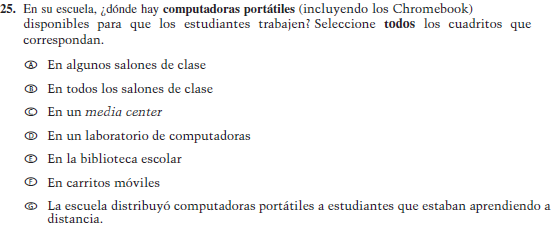 25. En su escuela, ¿dónde hay computadoras portátiles (incluyendo los Chromebook)
disponibles para que los estudiantes trabajen? Seleccione todos los cuadritos que
correspondan.
A En algunos salones de clase
B En todos los salones de clase
C En un media center
D En un laboratorio de computadoras
E En la biblioteca escolar
F En carritos móviles
G La escuela distribuyó computadoras portátiles a estudiantes que estaban aprendiendo a
distancia.